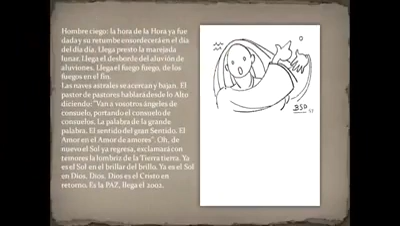 Hombre ciego: la hora de la Hora ya fue
dada y su retumbe ensordecerá en el día
del día día. Llega presto la marejada
lunar. Llega el desborde del aluvión de
aluviones. Llega el fuego fuego, de los
fuegos en el fin.
Las naves astrales se acercan y bajan. El
pastor de pastores hablará desde lo Alto
diciendo: "Van a vosotros ángeles de
consuelo, portando el consuelo de
consuelos. La palabra de la grande
palabra. El sentido del gran Sentido. El
Amor en el Amor de amores". Oh, de
nuevo el Sol ya regresa, exclamará con
temores la lombriz de la Tierra tierra. Ya
es el Sol en el brillar del brillo. Ya es el Sol
en Dios. Dios, Dios es el Cristo en
retorno. Es la PAZ, llega el 2002.
BSP